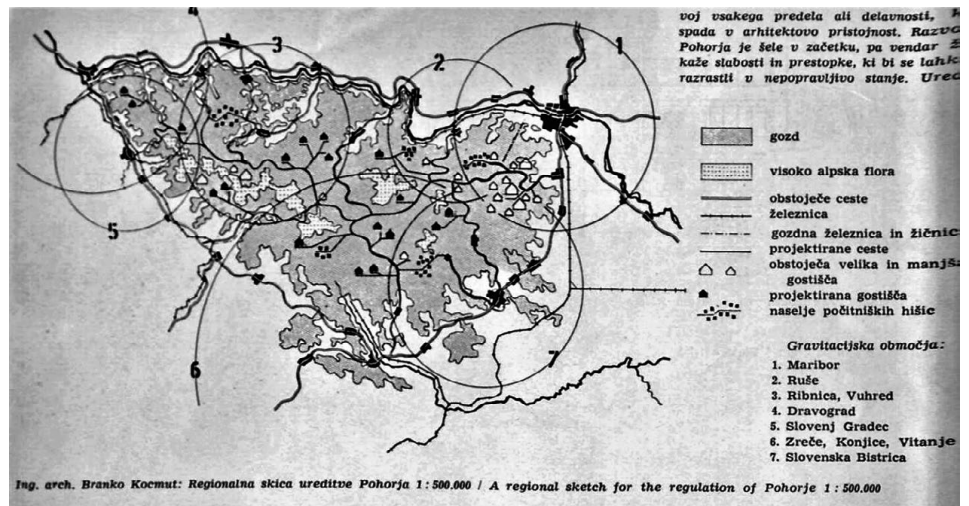 voj vsakega predela ali delavnosti,
spada v arhitektovo pristojnost. Razvo
Pohorja je šele v začetku, pa vendar ž
kaže slabosti in prestopke, ki bi se lahk
razrastli v nepopravljivo stanje. Ured
gozd
visoko alpska flora
obstoječe ceste
železnica
gozdna železnica in žičnic
projektirane ceste
obstoječa velika in manjša
gostišča
projektirana gostišča
naselje počitniških hišic
Gravitacijska območja:
1. Maribor
2. Ruše
3. Ribnica, Vuhred
4. Dravograd
5. Slovenj Gradec
6. Zreče, Konjice, Vitanje
7. Slovenska Bistrica
4
3
2
1
5
6
7
Ing. arch. Branko Kocmut: Regionalna skica ureditve Pohorja 1 : 500.000 / A regional sketch for the regulation of Pohorje 1 : 500.000